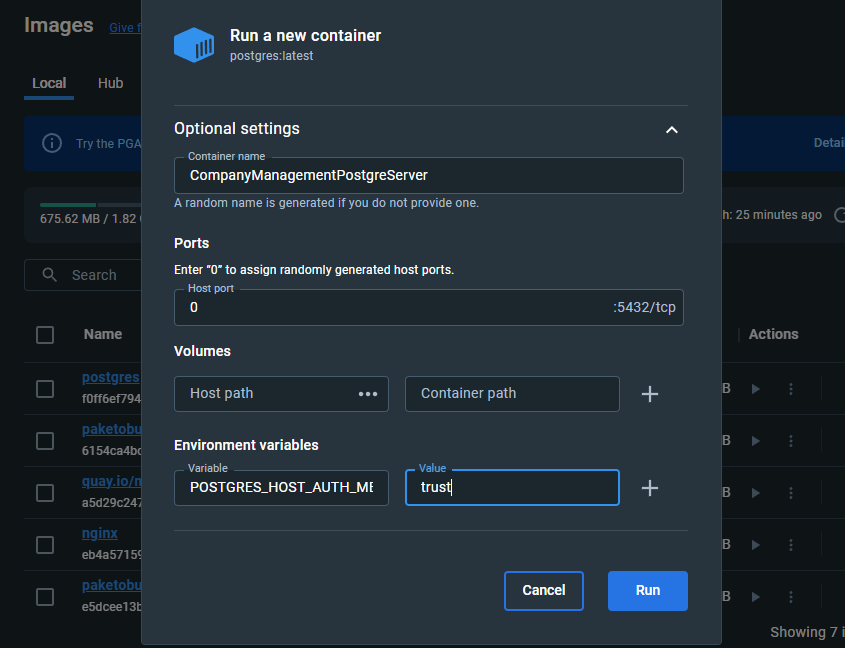 Images
Give f
Run a new container
postgres:latest
Local
Hub
Optional settings
Try the PGA
Detai
Container name
CompanyManagementPostgreServer
A random name is generated if you do not provide one.
675.62 MB / 1.82
h: 25 minutes ago
Ports
Enter “0” to assign randomly generated host ports.
Search
Host port
0
:5432/tcp
Name
Actions
Volumes
postgres
f0ff6ef794
Host path
•••
Container path
B
paketobu
6154ca4bc
Environment variables
B
quay.io/n
a5d29c247
Variable
POSTGRES_HOST_AUTH_ME
Value
trust
B
nginx
eb4a57159
B
paketobu
e5dcee13b
Cancel
Run
B
Showing 7 i